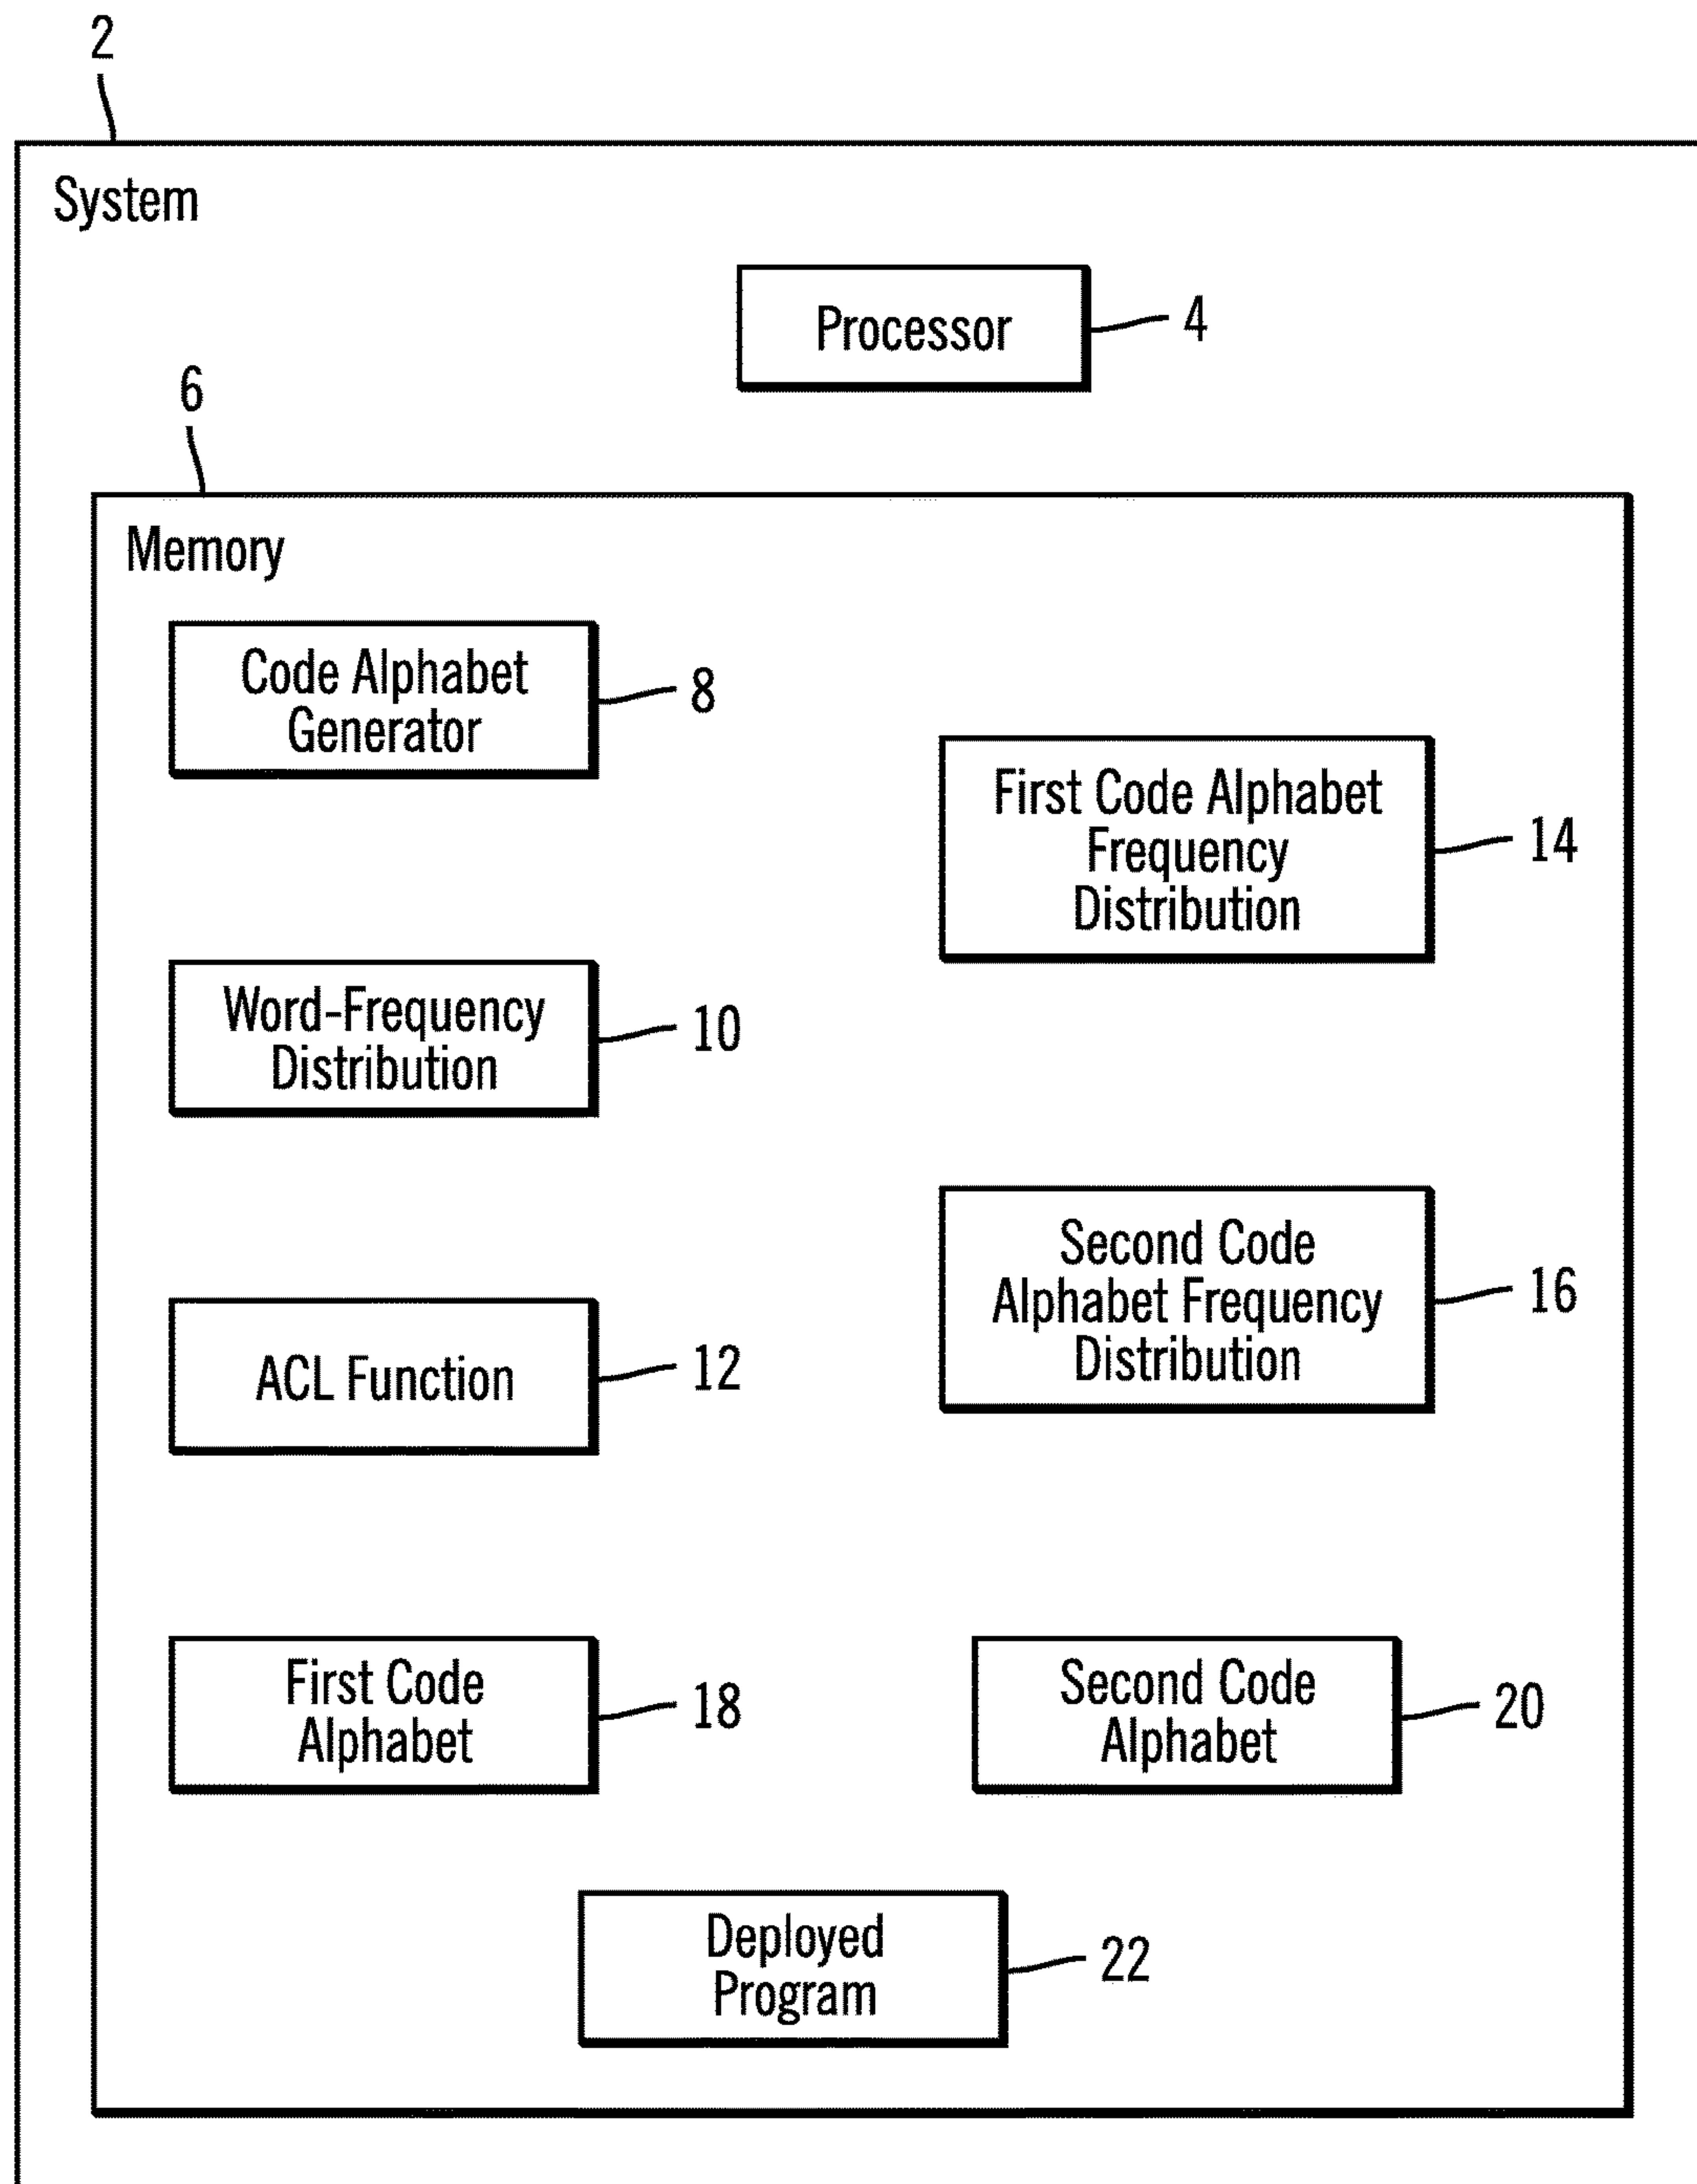 2
System
Processor
4
6
Memory
Code Alphabet
Generator
8
First Code Alphabet
Frequency
Distribution
14
Word-Frequency
Distribution
10
Second Code
Alphabet Frequency
Distribution
16
ACL Function
12
First Code
Alphabet
18
Second Code
Alphabet
20
Deployed
Program
22